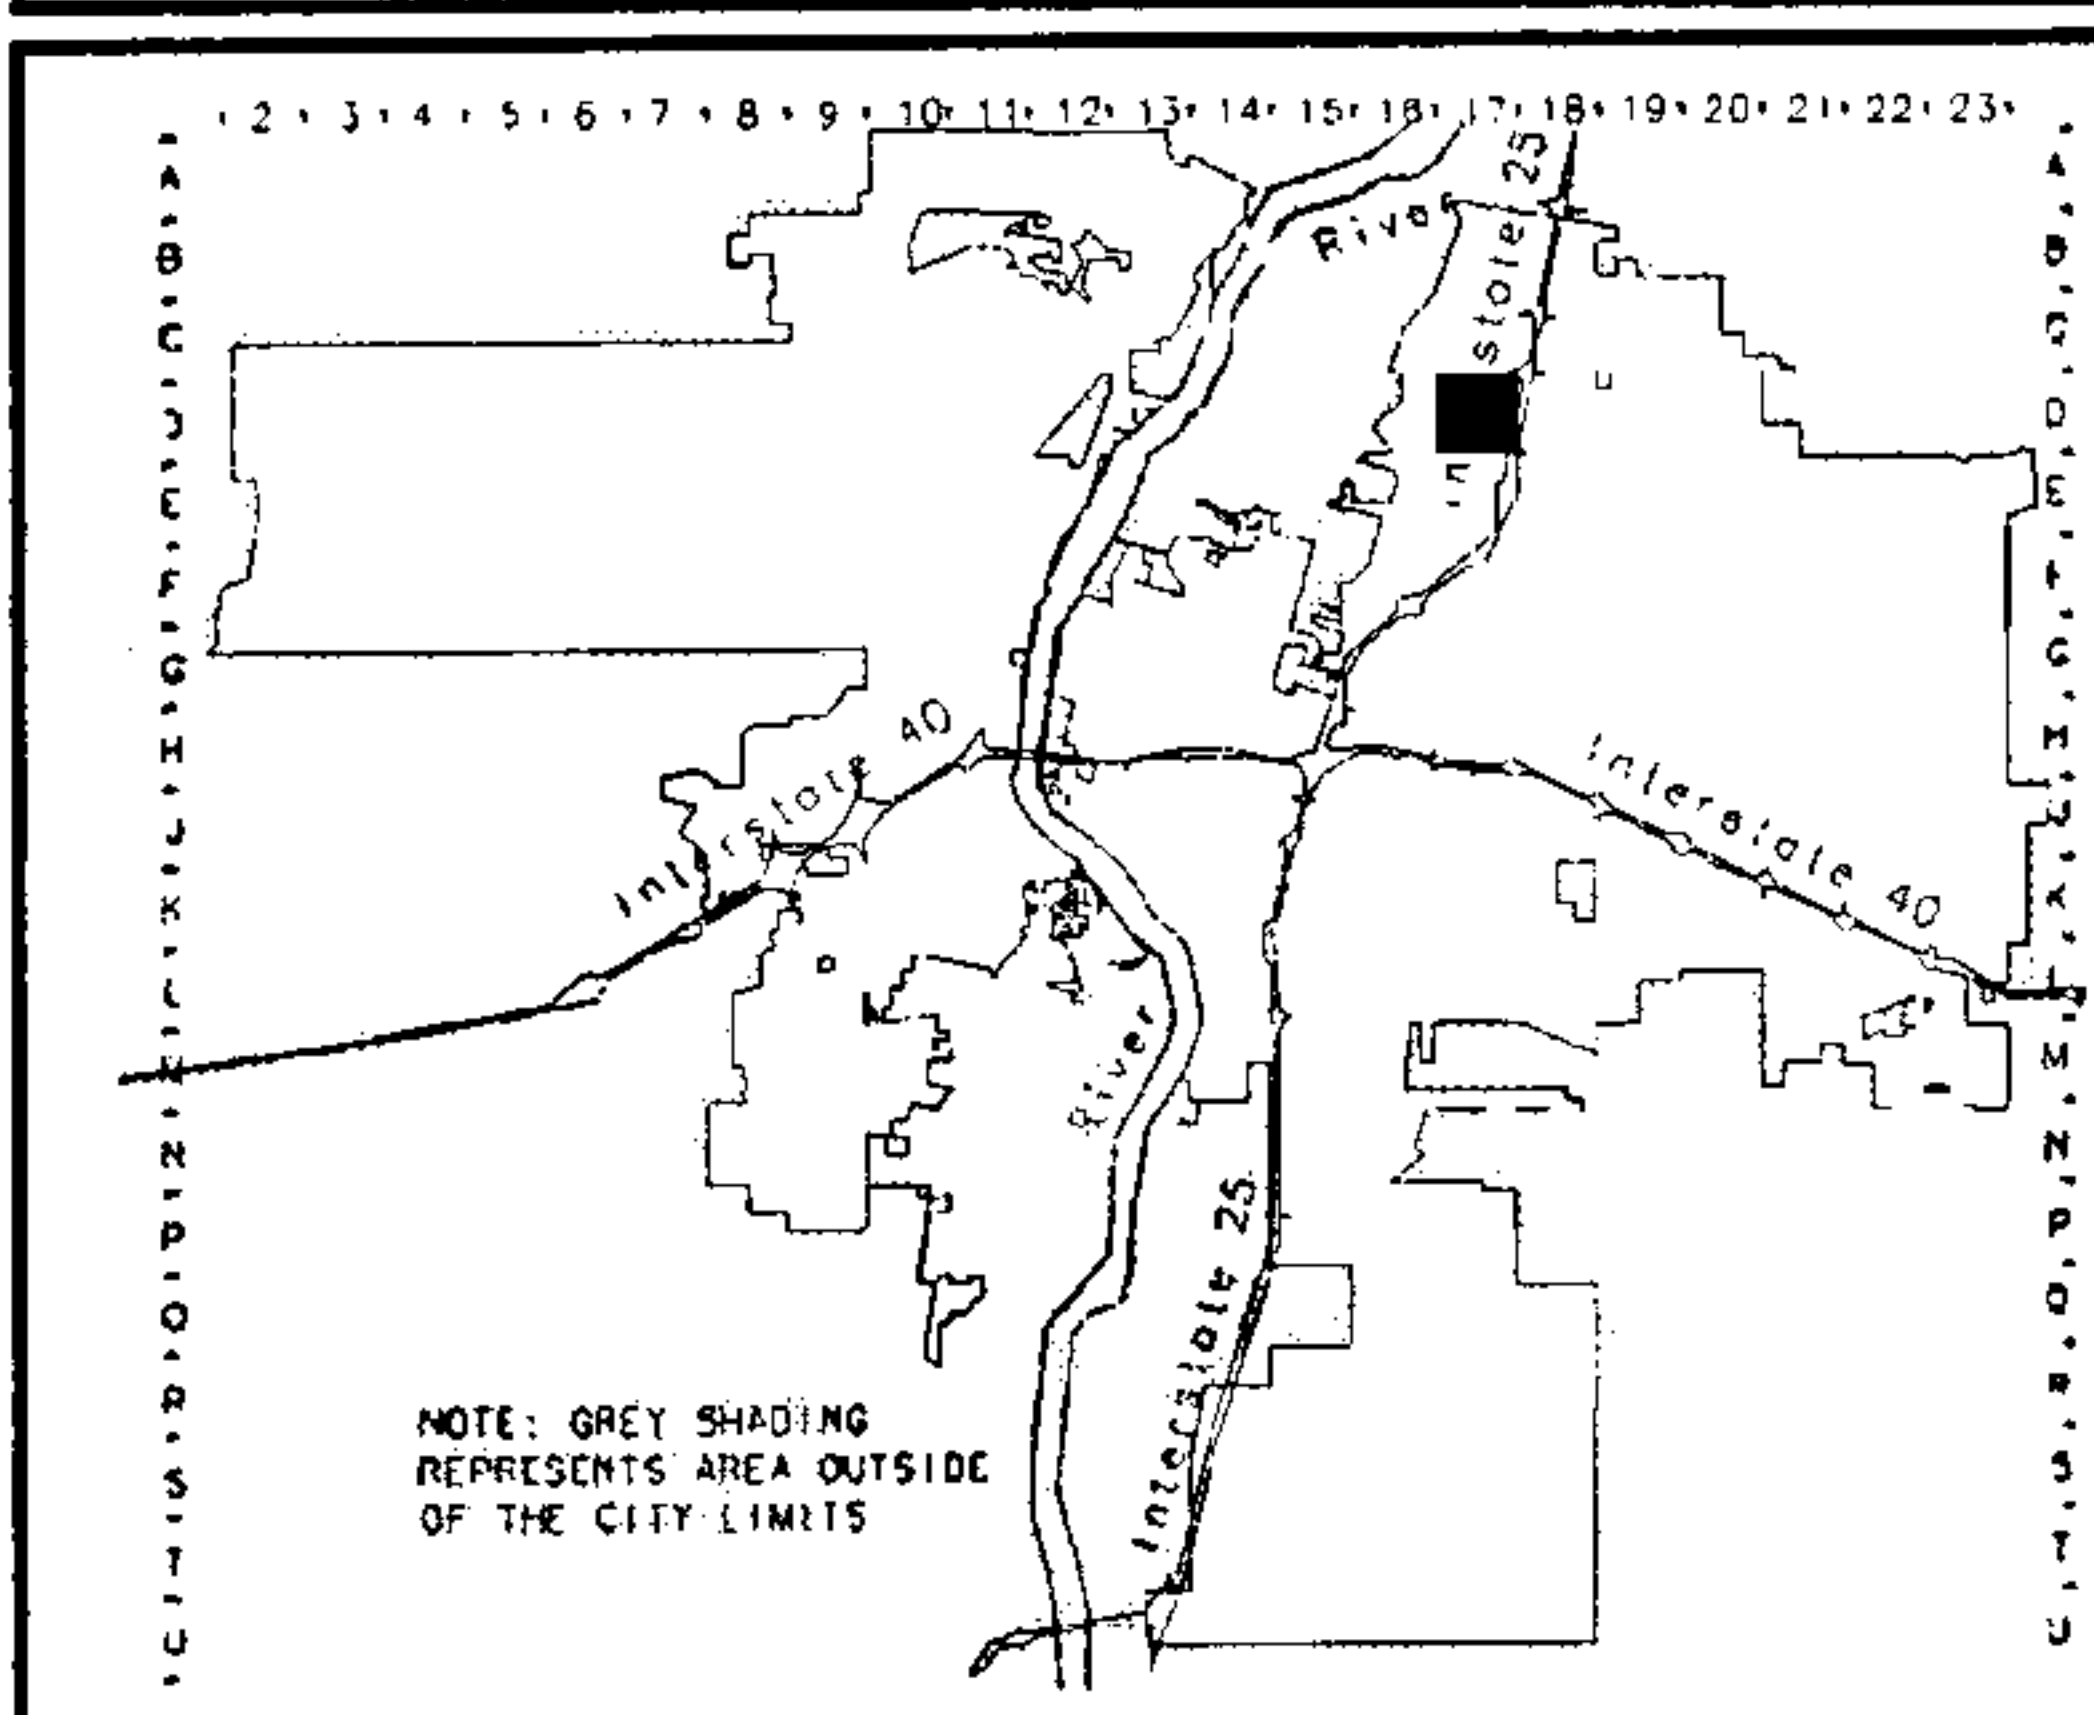 2 3 4 5 6 7 8 9 10 11 12 13 14 15 16 17 18 19 20 21 22 23
A A
B B
C C
D D
E E
F F
G G
H H
J J
K K
L L
M M
N N
P P
Q Q
R R
S S
T T
U U
River
Interstate 40
Interstate 40
River
Interstate 25
NOTE: GREY SHADING
REPRESENTS AREA OUTSIDE
OF THE CITY LIMITS